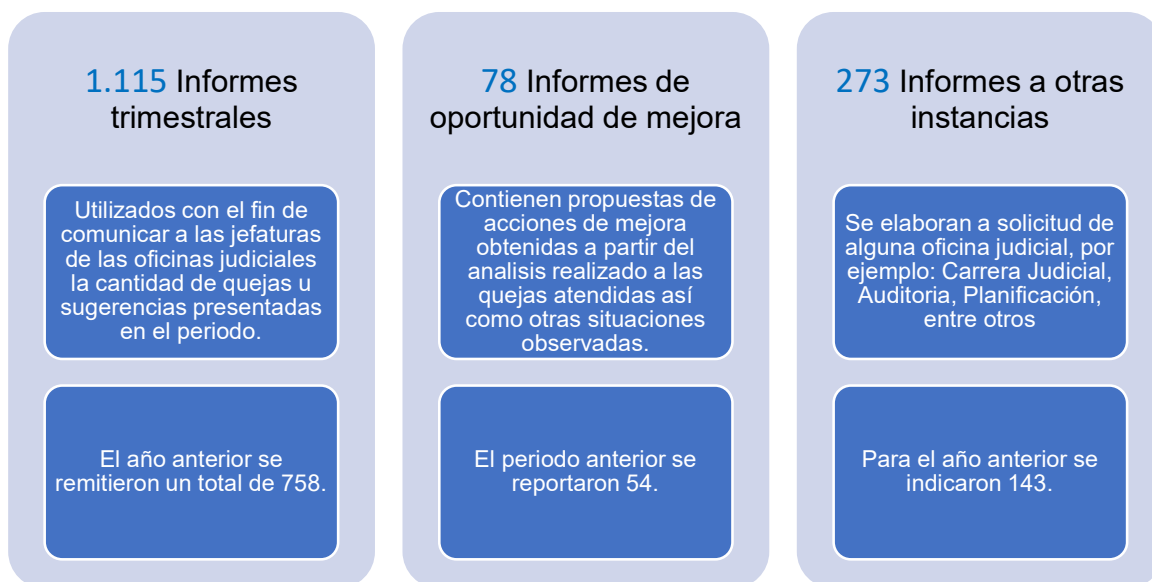 1.115 Informes
trimestrales
Utilizados con el fin de
comunicar a las jefaturas
de las oficinas judiciales
la cantidad de quejas u
sugerencias presentadas
en el periodo.
El año anterior se
remitieron un total de 758.
78 Informes de
oportunidad de mejora
Contienen propuestas de
acciones de mejora
obtenidas a partir del
analisis realizado a las
quejas atendidas así
como otras situaciones
observadas.
El periodo anterior se
reportaron 54.
273 Informes a otras
instancias
Se elaboran a solicitud de
alguna oficina judicial, por
ejemplo: Carrera Judicial,
Auditoria, Planificación,
entre otros
Para el año anterior se
indicaron 143.